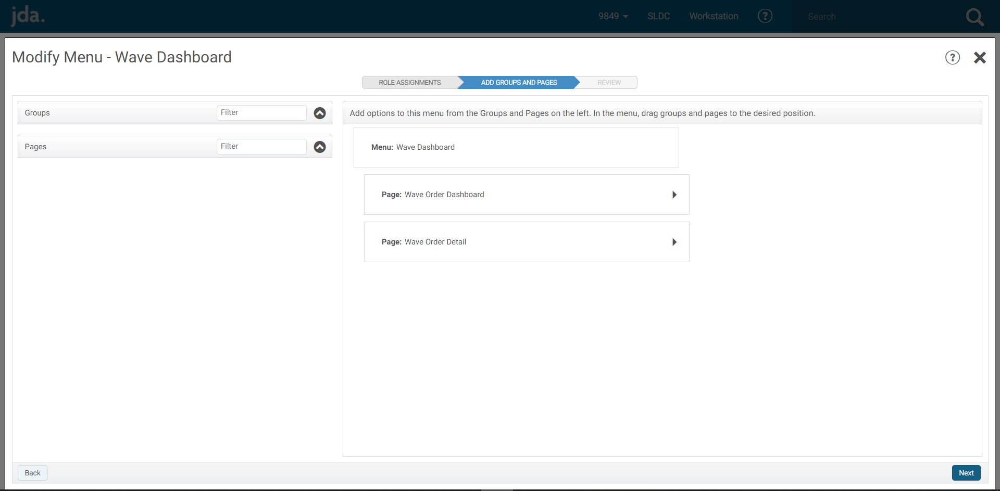 jda.
9849
SLDC
Workstation
?
Search
Modify Menu - Wave Dashboard
?
ROLE ASSIGNMENTS
ADD GROUPS AND PAGES
REVIEW
Groups
Filter
Pages
Filter
Add options to this menu from the Groups and Pages on the left. In the menu, drag groups and pages to the desired position.
Menu: Wave Dashboard
Page: Wave Order Dashboard
Page: Wave Order Detail
Back
Next